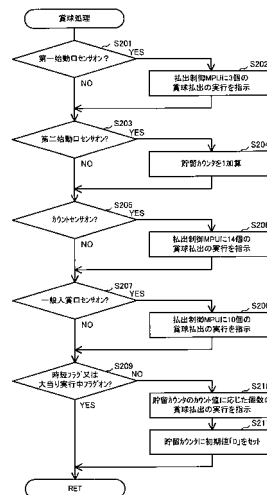 賞球処理
S201
第一始動口センサオン?
YES
S202
払出制御MPUに3個の
賞球払出の実行を指示
NO
S203
第二始動口センサオン?
YES
S204
貯留カウンタを1加算
NO
S205
カウントセンサオン?
YES
S206
払出制御MPUに14個の
賞球払出の実行を指示
NO
S207
一般入賞口センサオン?
YES
S208
払出制御MPUに10個の
賞球払出の実行を指示
NO
S209
時短フラグ又は
大当り実行中フラグオン?
NO
S210
貯留カウンタのカウント値に応じた個数の
賞球払出の実行を指示
YES
S211
貯留カウンタに初期値「0」をセット
RET